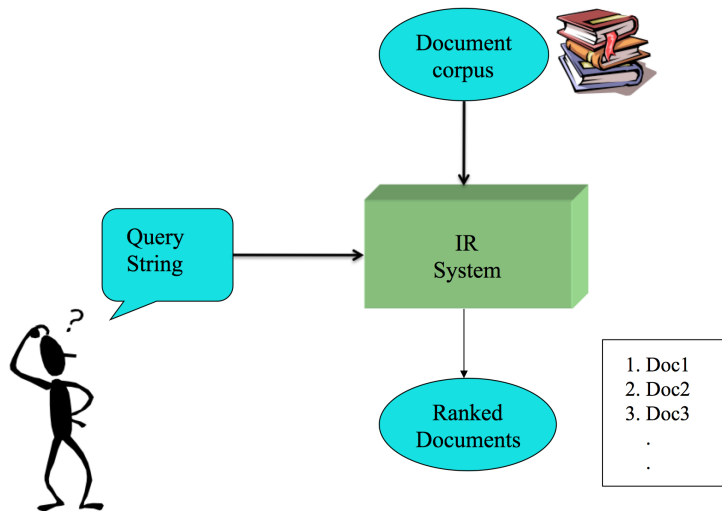 Document
corpus
Query
String
IR
System
?
Ranked
Documents
1. Doc1
2. Doc2
3. Doc3
.
.